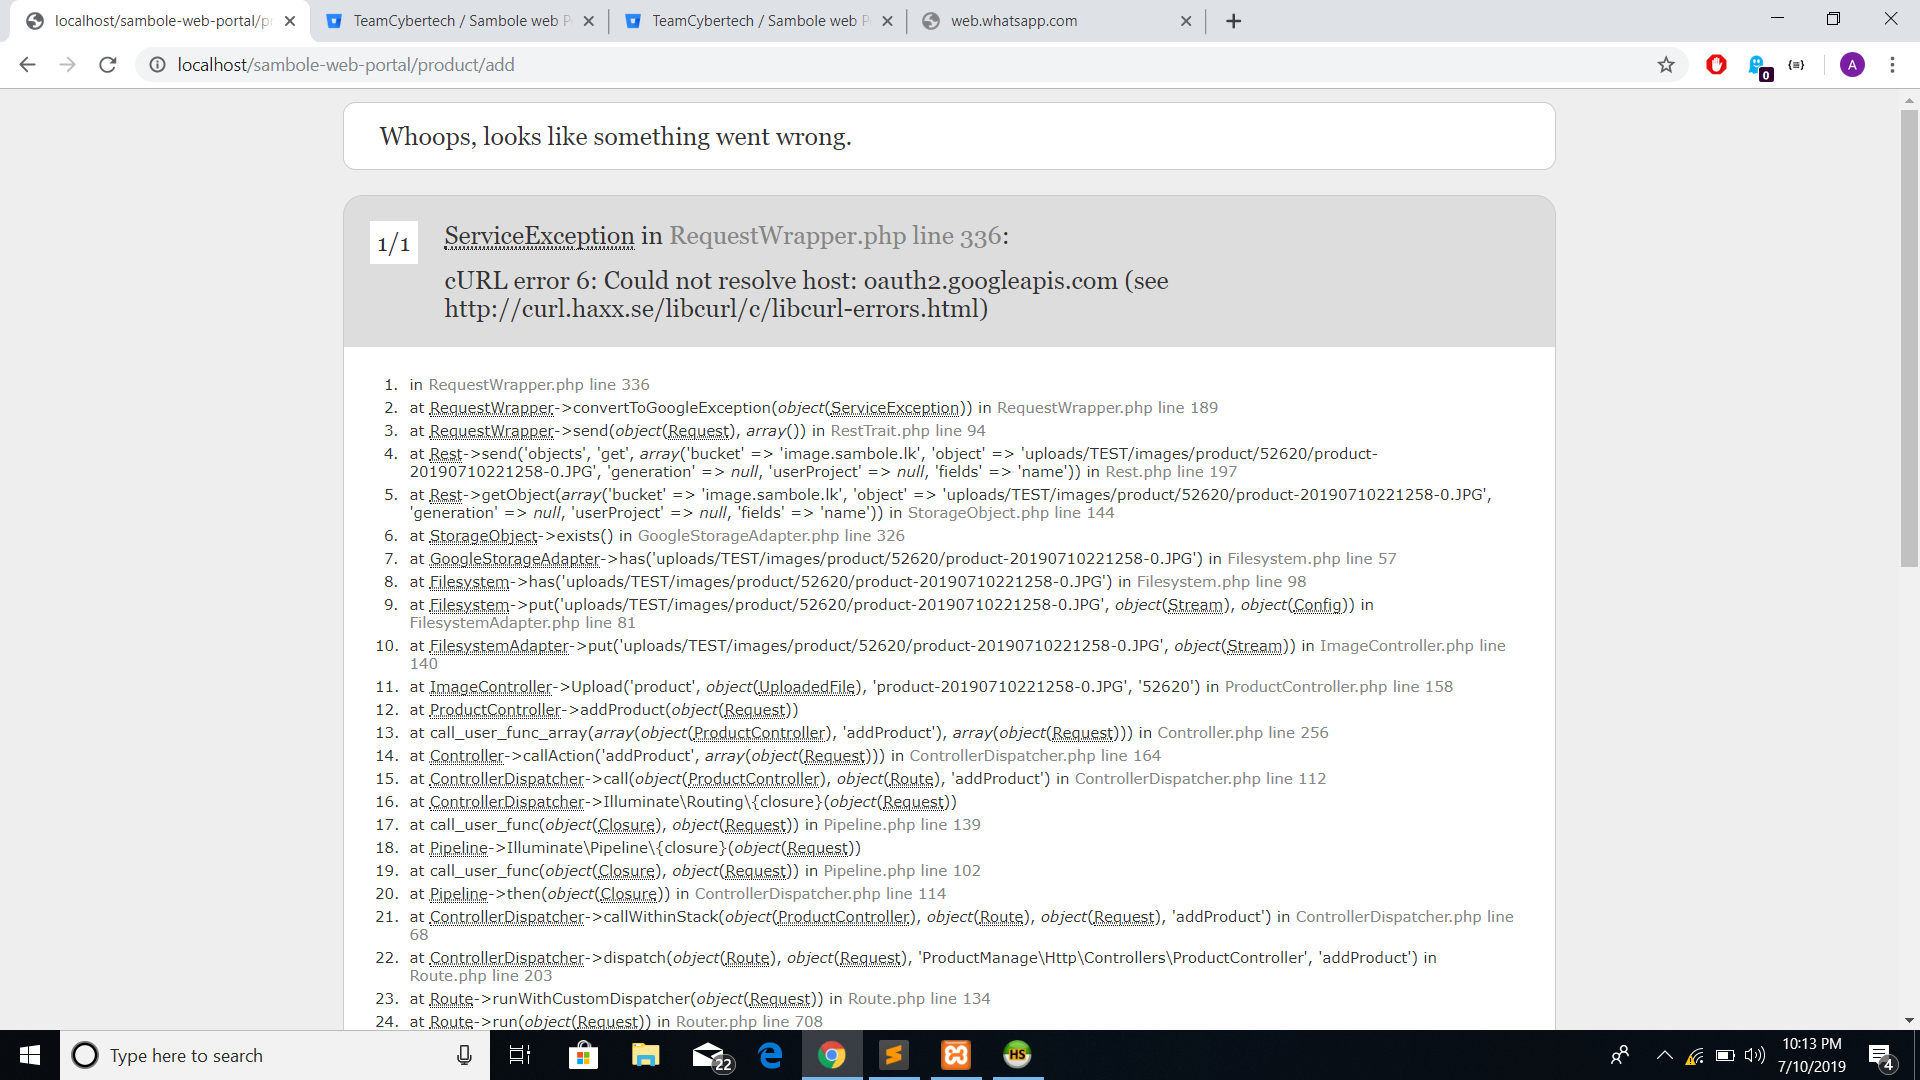 localhost/sambole-web-portal/pr
TeamCybertech / Sambole web P
TeamCybertech / Sambole web P
web.whatsapp.com
localhost/sambole-web-portal/product/add
0
A
Whoops, looks like something went wrong.
1/1
ServiceException in RequestWrapper.php line 336:
cURL error 6: Could not resolve host: oauth2.googleapis.com (see
http://curl.haxx.se/libcurl/c/libcurl-errors.html)
1. in RequestWrapper.php line 336
2. at RequestWrapper->convertToGoogleException(object(ServiceException)) in RequestWrapper.php line 189
3. at RequestWrapper->send(object(Request), array()) in RestTrait.php line 94
4. at Rest->send('objects', 'get', array('bucket' => 'image.sambole.lk', 'object' => 'uploads/TEST/images/product/52620/product-
20190710221258-0.JPG', 'generation' => null, 'userProject' => null, 'fields' => 'name')) in Rest.php line 197
5. at Rest->getObject(array('bucket' => 'image.sambole.lk', 'object' => 'uploads/TEST/images/product/52620/product-20190710221258-0.JPG',
'generation' => null, 'userProject' => null, 'fields' => 'name')) in StorageObject.php line 144
6. at StorageObject->exists() in GoogleStorageAdapter.php line 326
7. at GoogleStorageAdapter->has('uploads/TEST/images/product/52620/product-20190710221258-0.JPG') in Filesystem.php line 57
8. at Filesystem->has('uploads/TEST/images/product/52620/product-20190710221258-0.JPG') in Filesystem.php line 98
9. at Filesystem->put('uploads/TEST/images/product/52620/product-20190710221258-0.JPG', object(Stream), object(Config)) in
FilesystemAdapter.php line 81
10. at FilesystemAdapter->put('uploads/TEST/images/product/52620/product-20190710221258-0.JPG', object(Stream)) in ImageController.php line
140
11. at ImageController->Upload('product', object(UploadedFile), 'product-20190710221258-0.JPG', '52620') in ProductController.php line 158
12. at ProductController->addProduct(object(Request))
13. at call_user_func_array(array(object(ProductController), 'addProduct'), array(object(Request))) in Controller.php line 256
14. at Controller->callAction('addProduct', array(object(Request))) in ControllerDispatcher.php line 164
15. at ControllerDispatcher->call(object(ProductController), object(Route), 'addProduct') in ControllerDispatcher.php line 112
16. at ControllerDispatcher->Illuminate\Routing\{closure}(object(Request))
17. at call_user_func(object(Closure), object(Request)) in Pipeline.php line 139
18. at Pipeline->Illuminate\Pipeline\{closure}(object(Request))
19. at call_user_func(object(Closure), object(Request)) in Pipeline.php line 102
20. at Pipeline->then(object(Closure)) in ControllerDispatcher.php line 114
21. at ControllerDispatcher->callWithinStack(object(ProductController), object(Route), object(Request), 'addProduct') in ControllerDispatcher.php line
68
22. at ControllerDispatcher->dispatch(object(Route), object(Request), 'ProductManage\Http\Controllers\ProductController', 'addProduct') in
Route.php line 203
23. at Route->runWithCustomDispatcher(object(Request)) in Route.php line 134
24. at Route->run(object(Request)) in Router.php line 708
Type here to search
22
HS
10:13 PM
7/10/2019
4